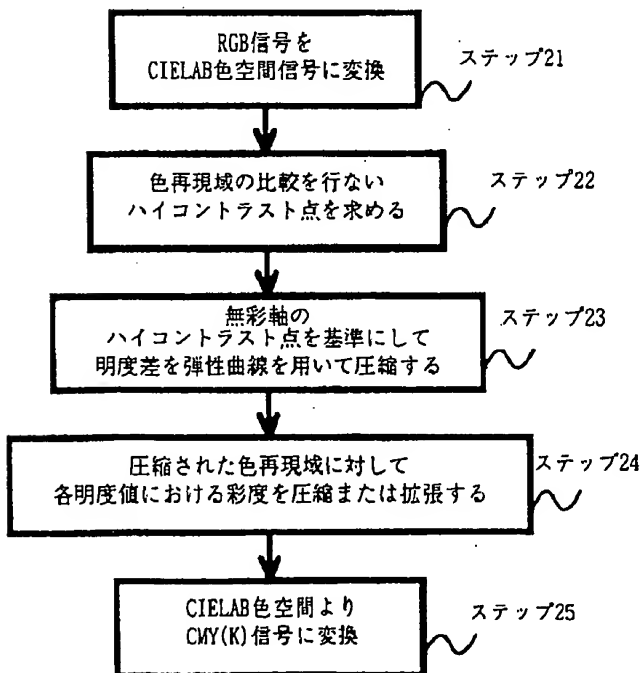 RGB信号を
CIELAB色空間信号に変換
ステップ21
色再現域の比較を行ない
ハイコントラスト点を求める
ステップ22
無彩軸の
ハイコントラスト点を基準にして
明度差を弾性曲線を用いて圧縮する
ステップ23
圧縮された色再現域に対して
各明度値における彩度を圧縮または拡張する
ステップ24
CIELAB色空間より
CMY(K)信号に変換
ステップ25